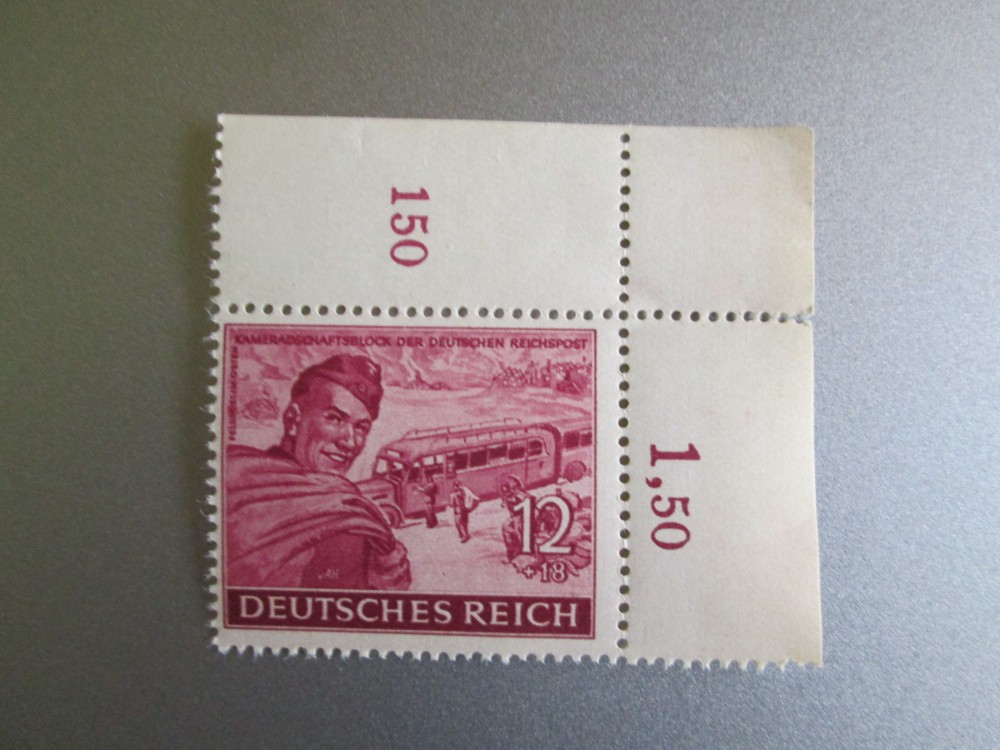 150
KAMERADSCHAFTSBLOCK DER DEUTSCHEN REICHSPOST
1,50
12
+18
DEUTSCHES REICH